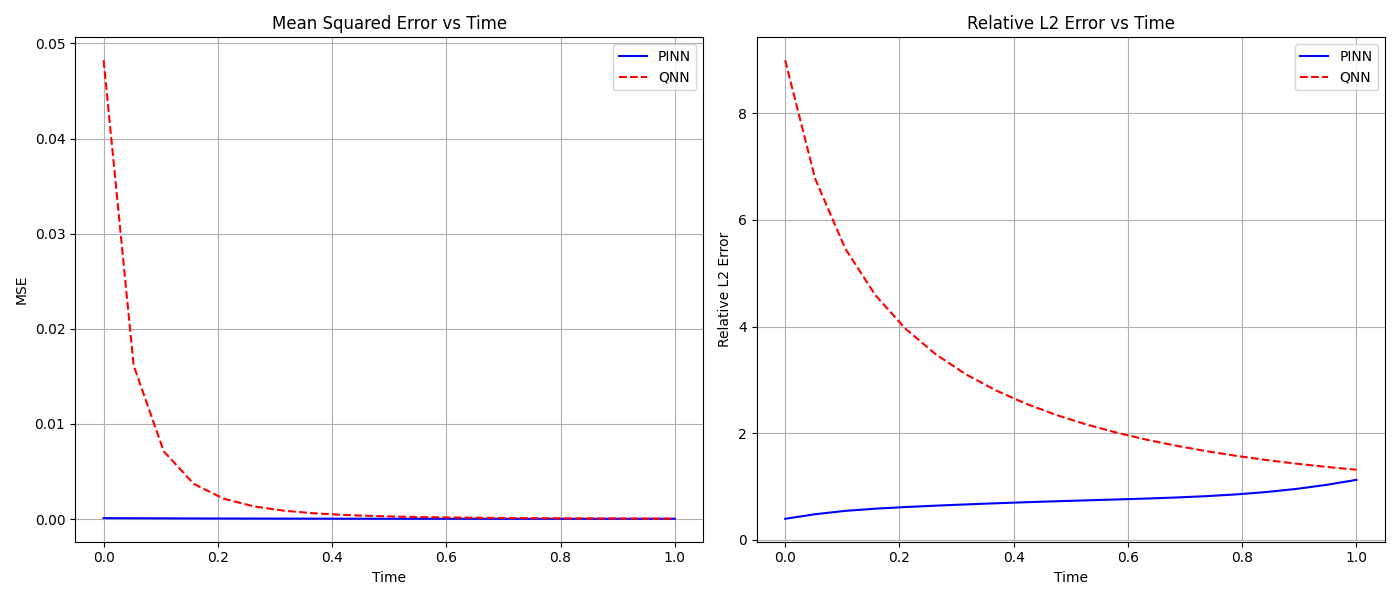 Mean Squared Error vs Time
MSE
0.05
0.04
0.03
0.02
0.01
0.00
PINN
QNN
0.0 0.2 0.4 0.6 0.8 1.0
Time
Relative L2 Error vs Time
Relative L2 Error
8
6
4
2
0
PINN
QNN
0.0 0.2 0.4 0.6 0.8 1.0
Time